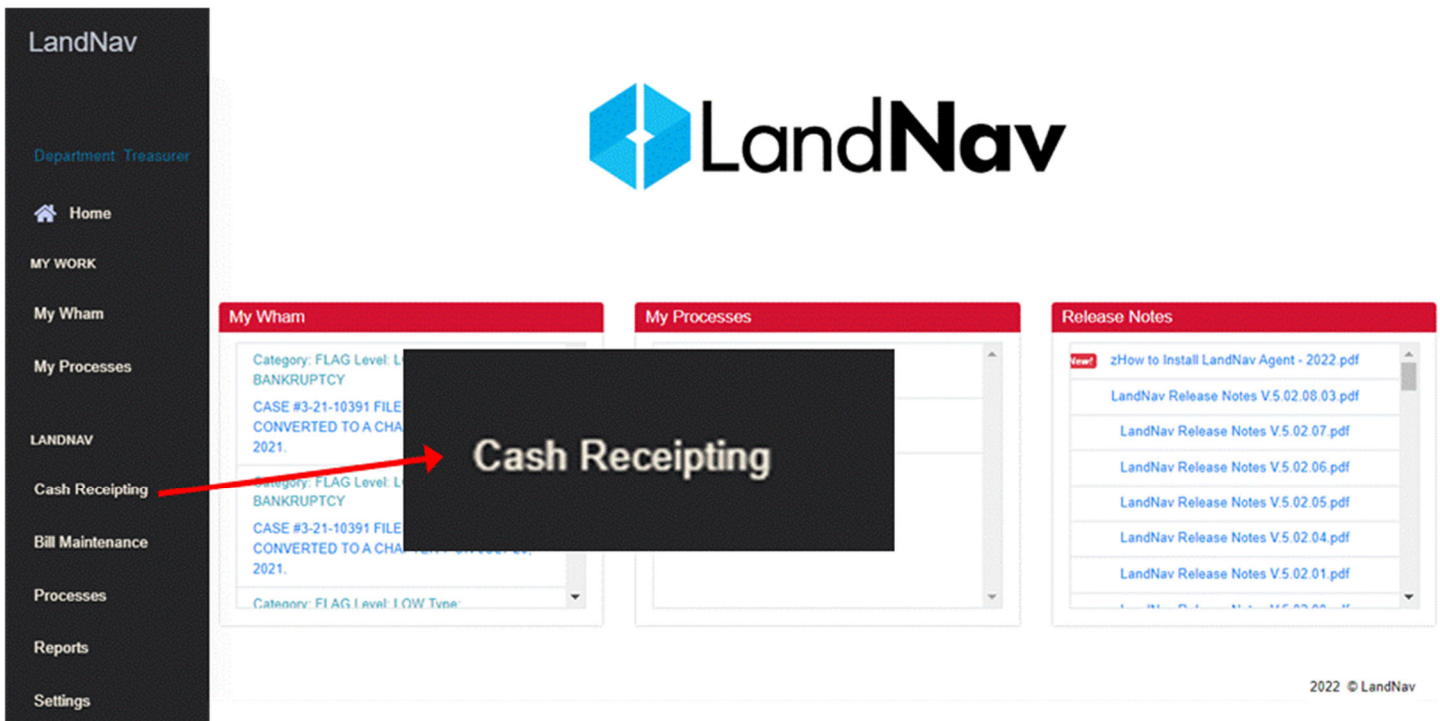 LandNav
Department Treasurer
Home
MY WORK
My Wham
My Processes
LANDNAV
Cash Receipting
Bill Maintenance
Processes
Reports
Settings
LandNav
My Wham
Category: FLAG Level:
BANKRUPTCY
CASE #3-21-10391 FILE
CONVERTED TO A CHA
2021.
Category: FLAG Level:
BANKRUPTCY
CASE #3-21-10391 FILE
CONVERTED TO A
2021.
Category: FLAG Level: LOW Type:
Cash Receipting
My Processes
Release Notes
New!
zHow to Install LandNav Agent - 2022.pdf
LandNav Release Notes V.5.02.08.03.pdf
LandNav Release Notes V.5.02.07.pdf
LandNav Release Notes V.5.02.06.pdf
LandNav Release Notes V.5.02.05.pdf
LandNav Release Notes V.5.02.04.pdf
LandNav Release Notes V.5.02.01.pdf
2022 © LandNav